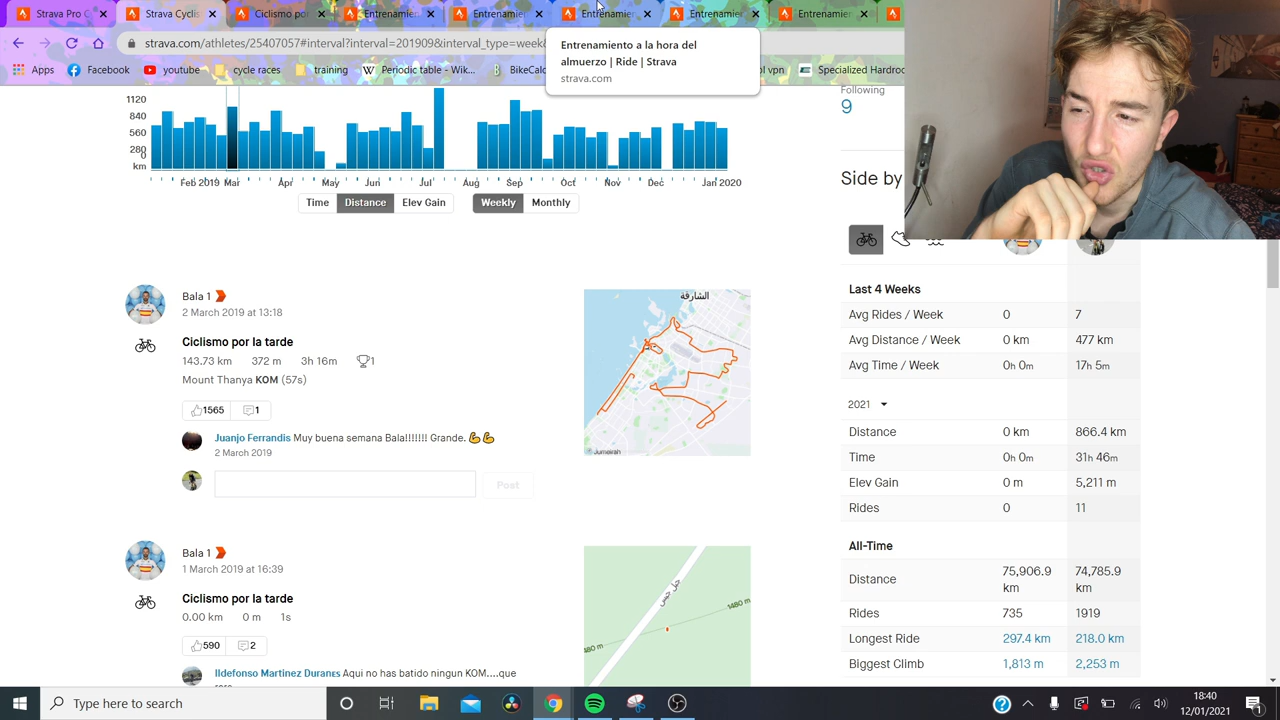 Strava Pro C
Strava Cycli
Ciclismo por
Entrenamie
Entrenamie
Entrenamie
Entrenamie
strava.com/athletes/25407057#interval?interval=201909&interval_type=week&
Entrenamiento a la hora del
almuerzo | Ride | Strava
strava.com
Apps
Facebook
youtube
cycle races
training
Periodic table - Wik...
BikeCalc
ol vpn
Specialized Hardroc
1120
840
560
280
0
km
Feb 2019
Mar
Apr
May
Jun
Jul
Aug
Sep
Oct
Nov
Dec
Jan 2020
Time
Distance
Elev Gain
Weekly
Monthly
Following
9
Side by
Bala 1
2 March 2019 at 13:18
Ciclismo por la tarde
143.73 km 372 m 3h 16m 1
Mount Thanya KOM (57s)
1565 1
Juanjo Ferrandis Muy buena semana Bala!!!!!!! Grande. 💪💪
2 March 2019
Post
الشارقة
Jumeirah
Bala 1
1 March 2019 at 16:39
Ciclismo por la tarde
0.00 km 0 m 1s
590 2
Ildefonso Martinez Duranes Aqui no has batido ningun KOM....que
1480 m
480 m
Last 4 Weeks
Avg Rides / Week 0 7
Avg Distance / Week 0 km 477 km
Avg Time / Week 0h 0m 17h 5m
2021
Distance 0 km 866.4 km
Time 0h 0m 31h 46m
Elev Gain 0 m 5,211 m
Rides 0 11
All-Time
Distance 75,906.9 km 74,785.9 km
Rides 735 1919
Longest Ride 297.4 km 218.0 km
Biggest Climb 1,813 m 2,253 m
Type here to search
18:40
12/01/2021